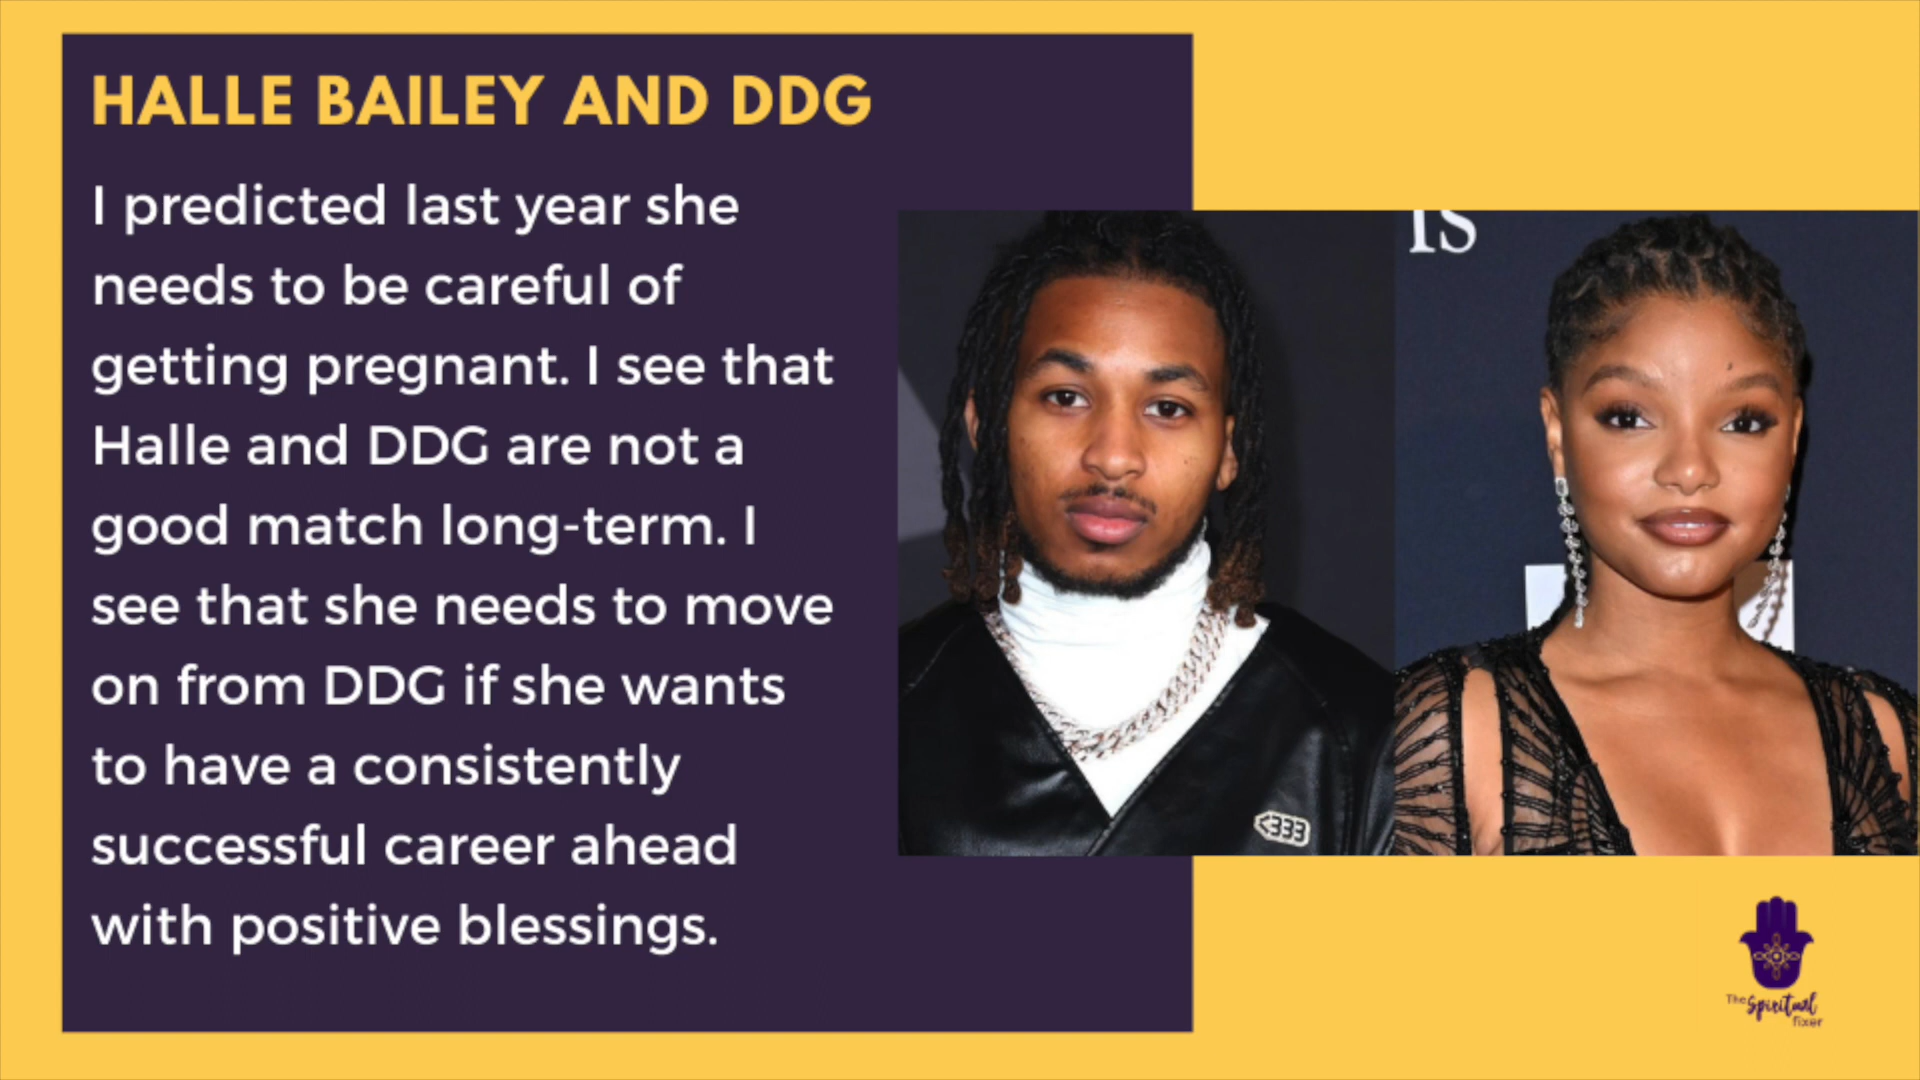 HALLE BAILEY AND DDG
I predicted last year she
needs to be careful of
getting pregnant. I see that
Halle and DDG are not a
good match long-term. I
see that she needs to move
on from DDG if she wants
to have a consistently
successful career ahead
with positive blessings.
IS
<333
The Spiritual
fixer